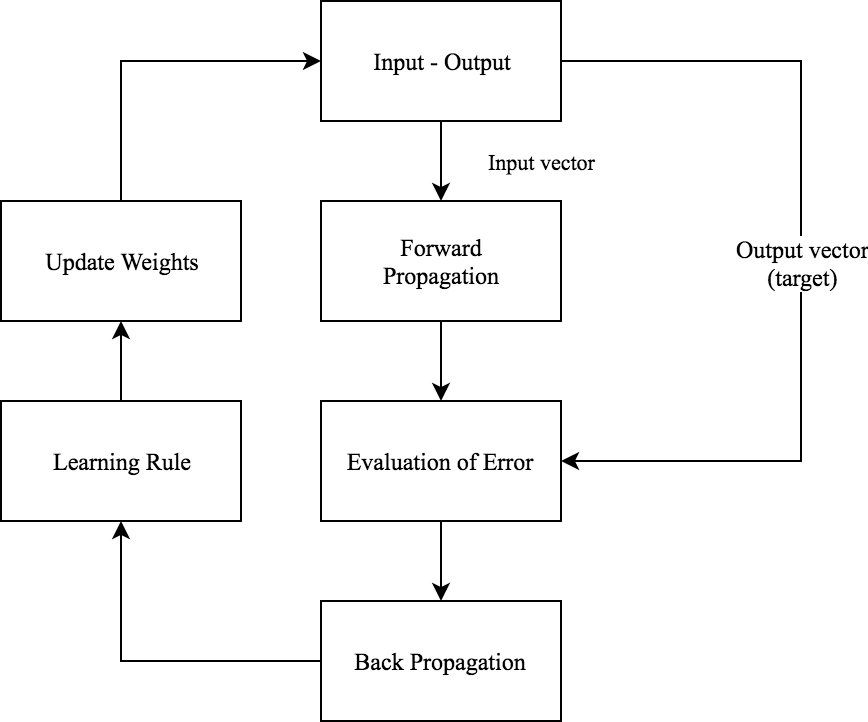 Input - Output
Input vector
Update Weights
Forward
Propagation
Output vector
(target)
Learning Rule
Evaluation of Error
Back Propagation